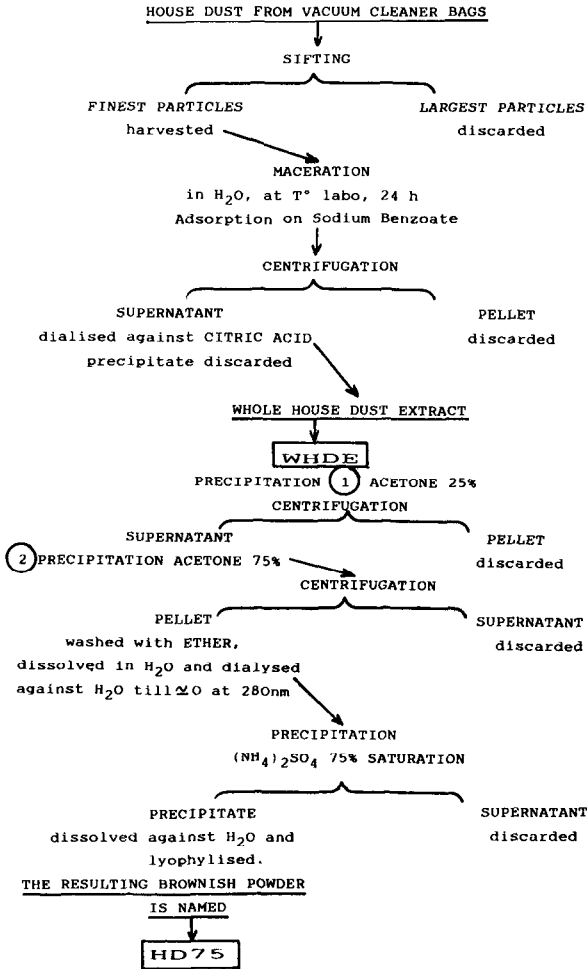 HOUSE DUST FROM VACUUM CLEANER BAGS
SIFTING
FINEST PARTICLES
harvested
LARGEST PARTICLES
discarded
MACERATION
in H₂O, at T° labo, 24 h
Adsorption on Sodium Benzoate
CENTRIFUGATION
SUPERNATANT
dialised against CITRIC ACID
precipitate discarded
PELLET
discarded
WHOLE HOUSE DUST EXTRACT
WHDE
PRECIPITATION 1 ACETONE 25%
CENTRIFUGATION
SUPERNATANT
2 PRECIPITATION ACETONE 75%
PELLET
discarded
CENTRIFUGATION
PELLET
washed with ETHER,
dissolved in H₂O and dialysed
against H₂O till ≃0 at 280nm
SUPERNATANT
discarded
PRECIPITATION
(NH₄)₂SO₄ 75% SATURATION
PRECIPITATE
dissolved against H₂O and
lyophylised.
SUPERNATANT
discarded
THE RESULTING BROWNISH POWDER
IS NAMED
HD75